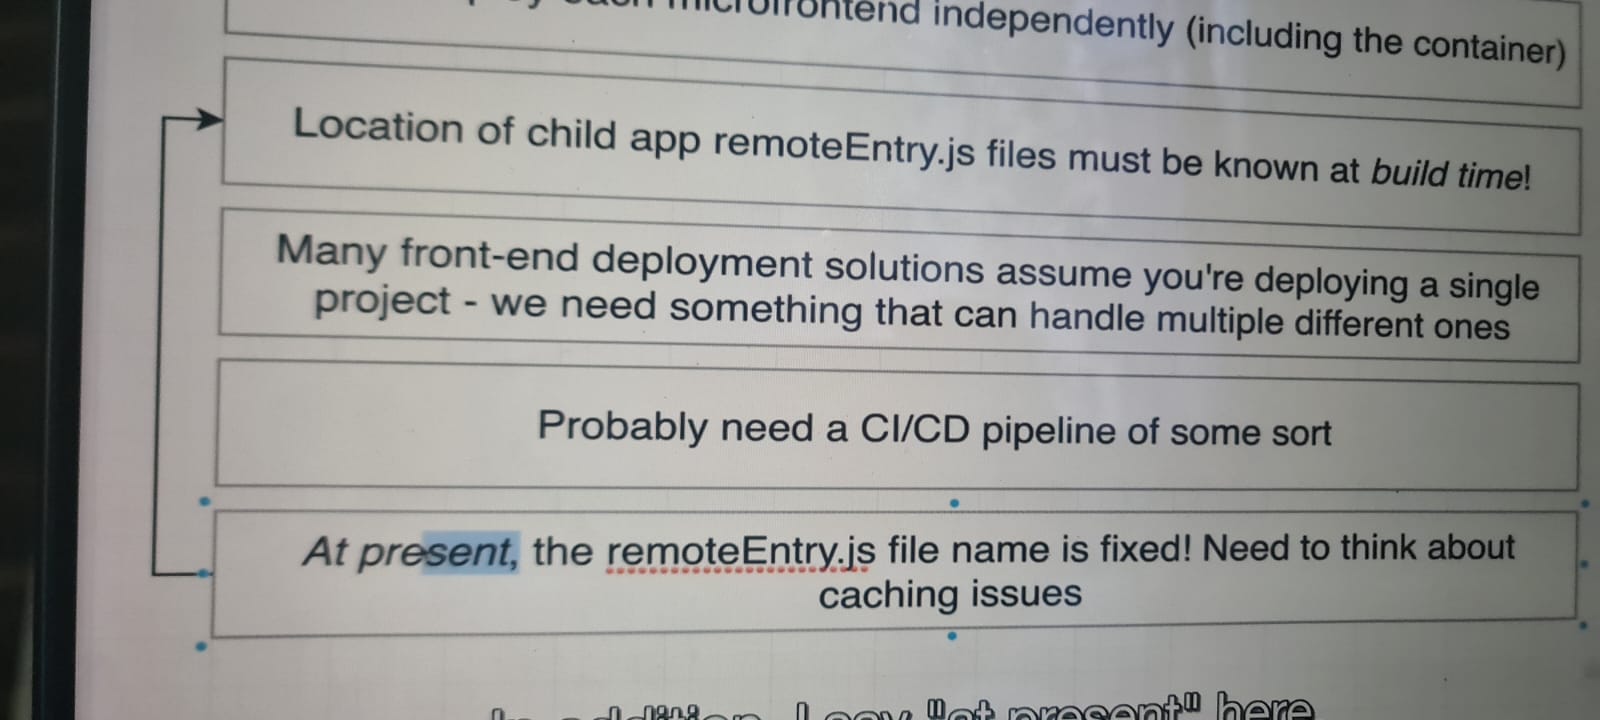 microfrontend independently (including the container)
Location of child app remoteEntry.js files must be known at build time!
Many front-end deployment solutions assume you're deploying a single
project - we need something that can handle multiple different ones
Probably need a CI/CD pipeline of some sort
At present, the remoteEntry.js file name is fixed! Need to think about
caching issues
I say "at present" here